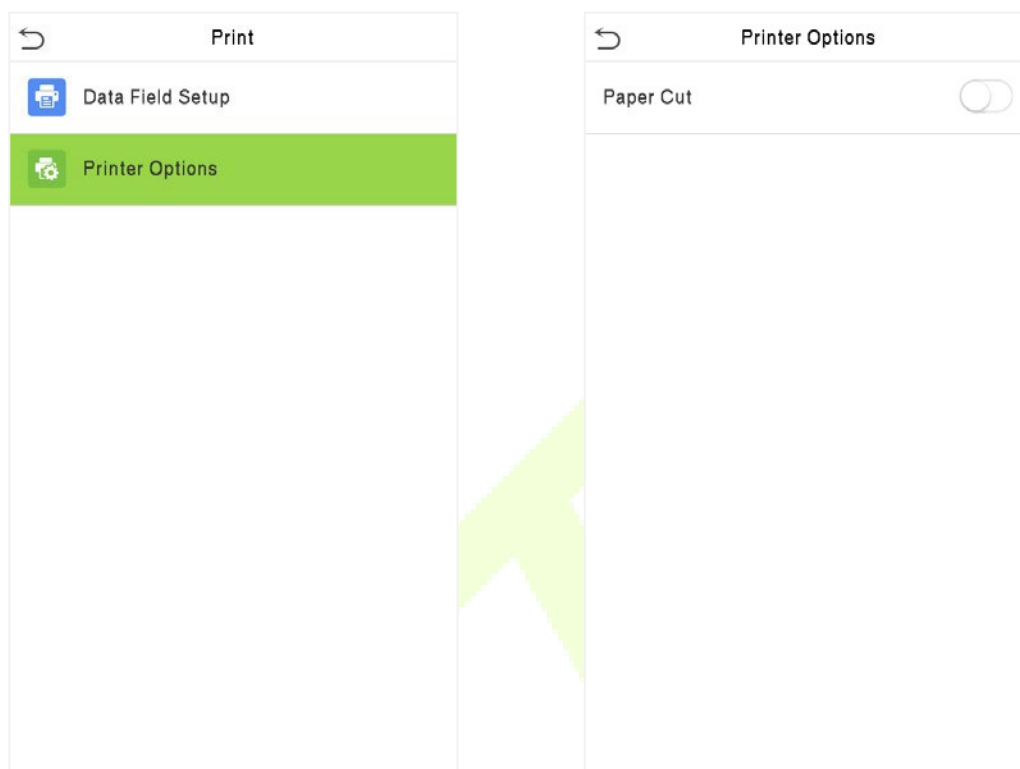 Print
Data Field Setup
Printer Options
Printer Options
Paper Cut